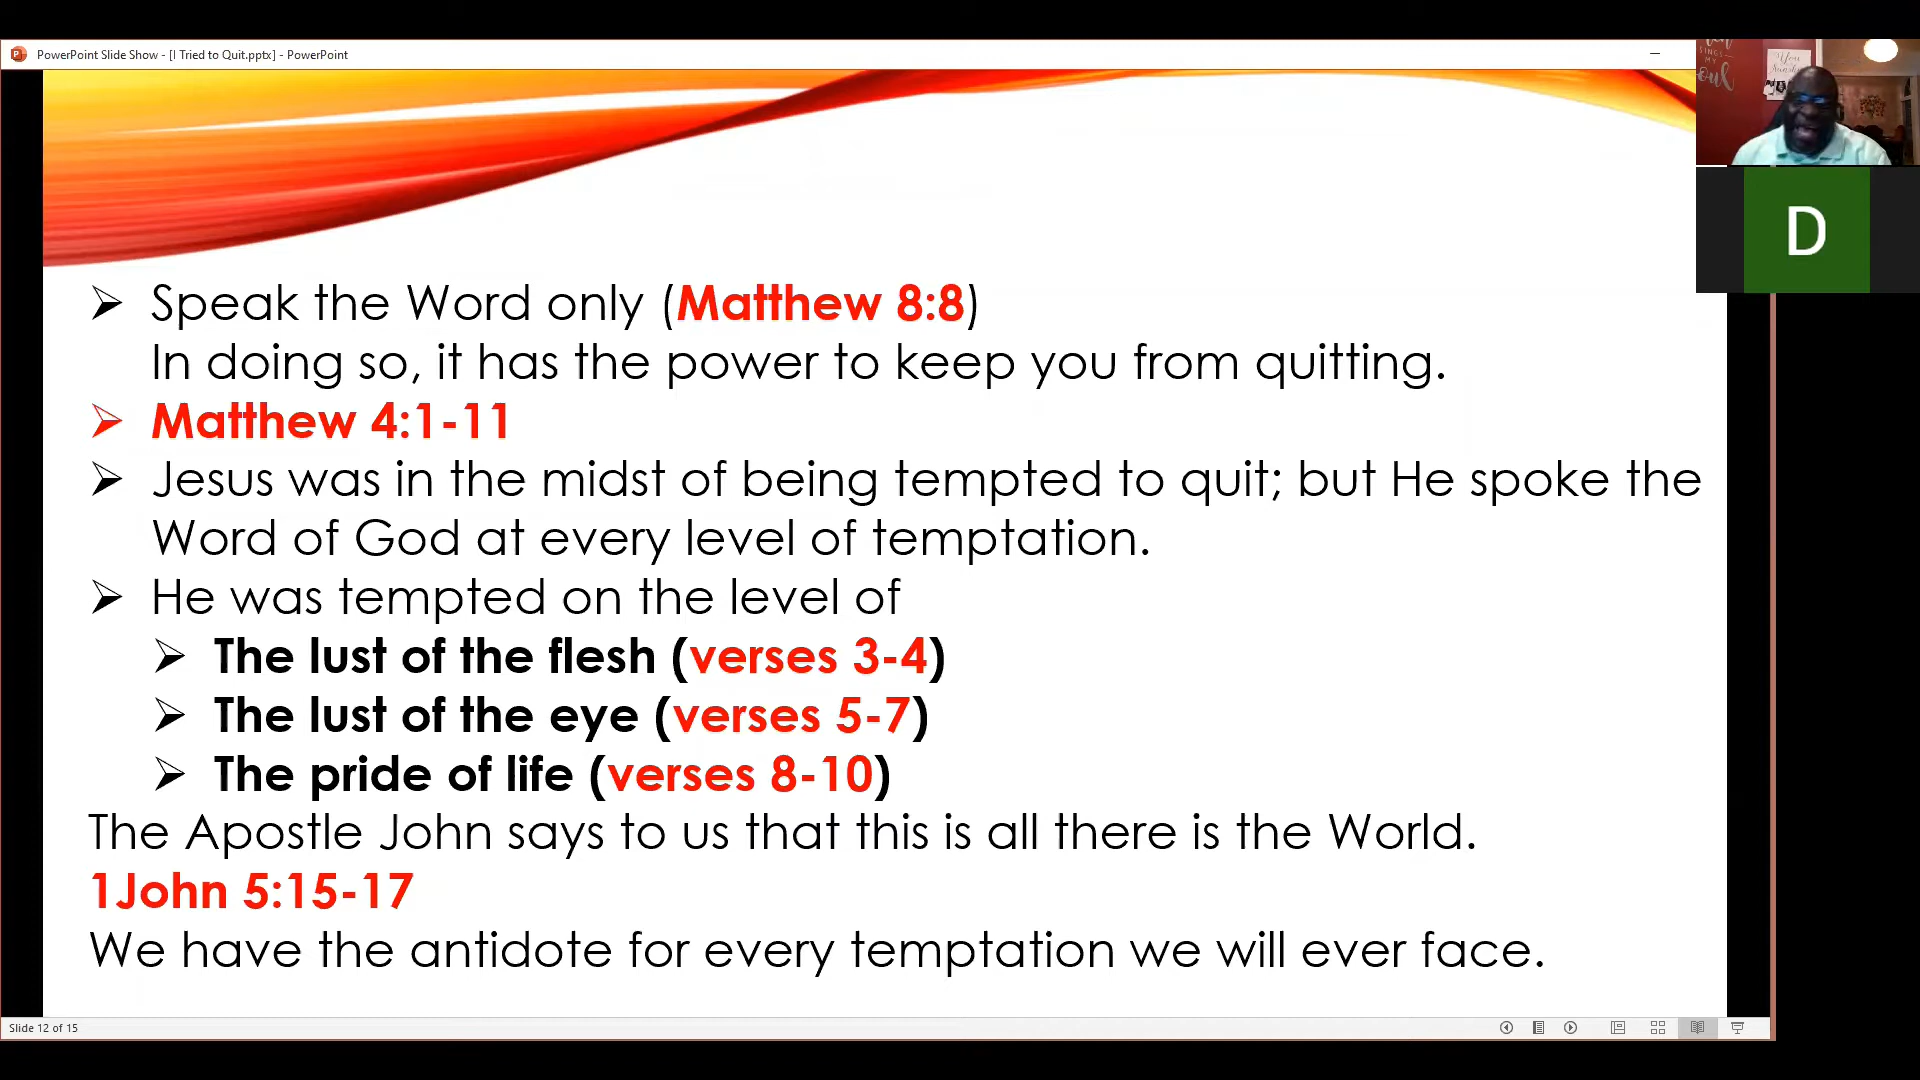 PowerPoint Slide Show - [I Tried to Quit.pptx] - PowerPoint
SINGS
MY
Soul
You
D
Speak the Word only (Matthew 8:8)
In doing so, it has the power to keep you from quitting.
Matthew 4:1-11
Jesus was in the midst of being tempted to quit; but He spoke the
Word of God at every level of temptation.
He was tempted on the level of
The lust of the flesh (verses 3-4)
The lust of the eye (verses 5-7)
The pride of life (verses 8-10)
The Apostle John says to us that this is all there is the World.
1John 5:15-17
We have the antidote for every temptation we will ever face.
Slide 12 of 15